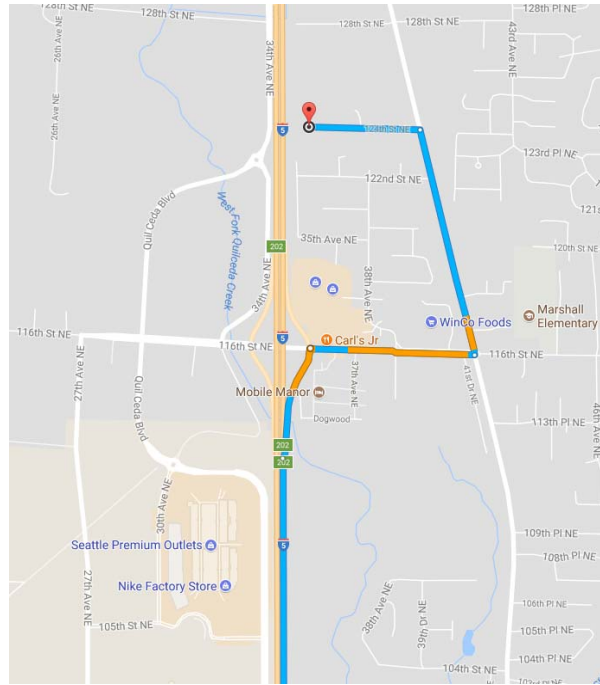 128th St NE
128th St NE
128th Pl NE
26th Ave NE
26th Ave NE
34th Ave NE
43rd Ave NE
5
123rd Pl NE
122nd St NE
Quil Ceda Blvd
West Fork Quilceda Creek
35th Ave NE
202
34th Ave NE
38th Ave NE
120th St NE
116th St NE
5
116th St NE
Carl's Jr
WinCo Foods
Marshall
Elementary
116th St NE
27th Ave NE
Quil Ceda Blvd
37th Ave NE
41st Dr NE
Mobile Manor
Dogwood
113th Pl NE
46th Ave NE
202
202
30th Ave NE
Seattle Premium Outlets
5
109th Pl NE
108th Pl NE
Nike Factory Store
27th Ave NE
105th St NE
38th Ave NE
39th Dr NE
106th Pl NE
105th Pl NE
104th Pl NE
104th St NE